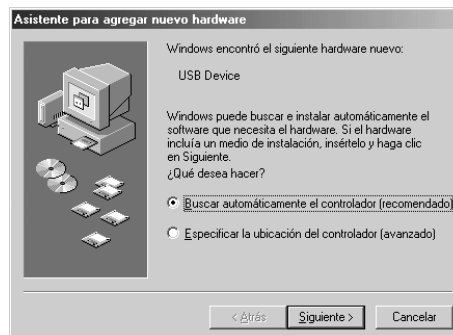 Asistente para agregar nuevo hardware
Windows encontró el siguiente hardware nuevo:
USB Device
Windows puede buscar e instalar automáticamente el
software que necesita el hardware. Si el hardware
incluía un medio de instalación, insértelo y haga clic
en Siguiente.
¿Qué desea hacer?
Buscar automáticamente el controlador (recomendado)
Especificar la ubicación del controlador (avanzado)
< Atrás Siguiente > Cancelar